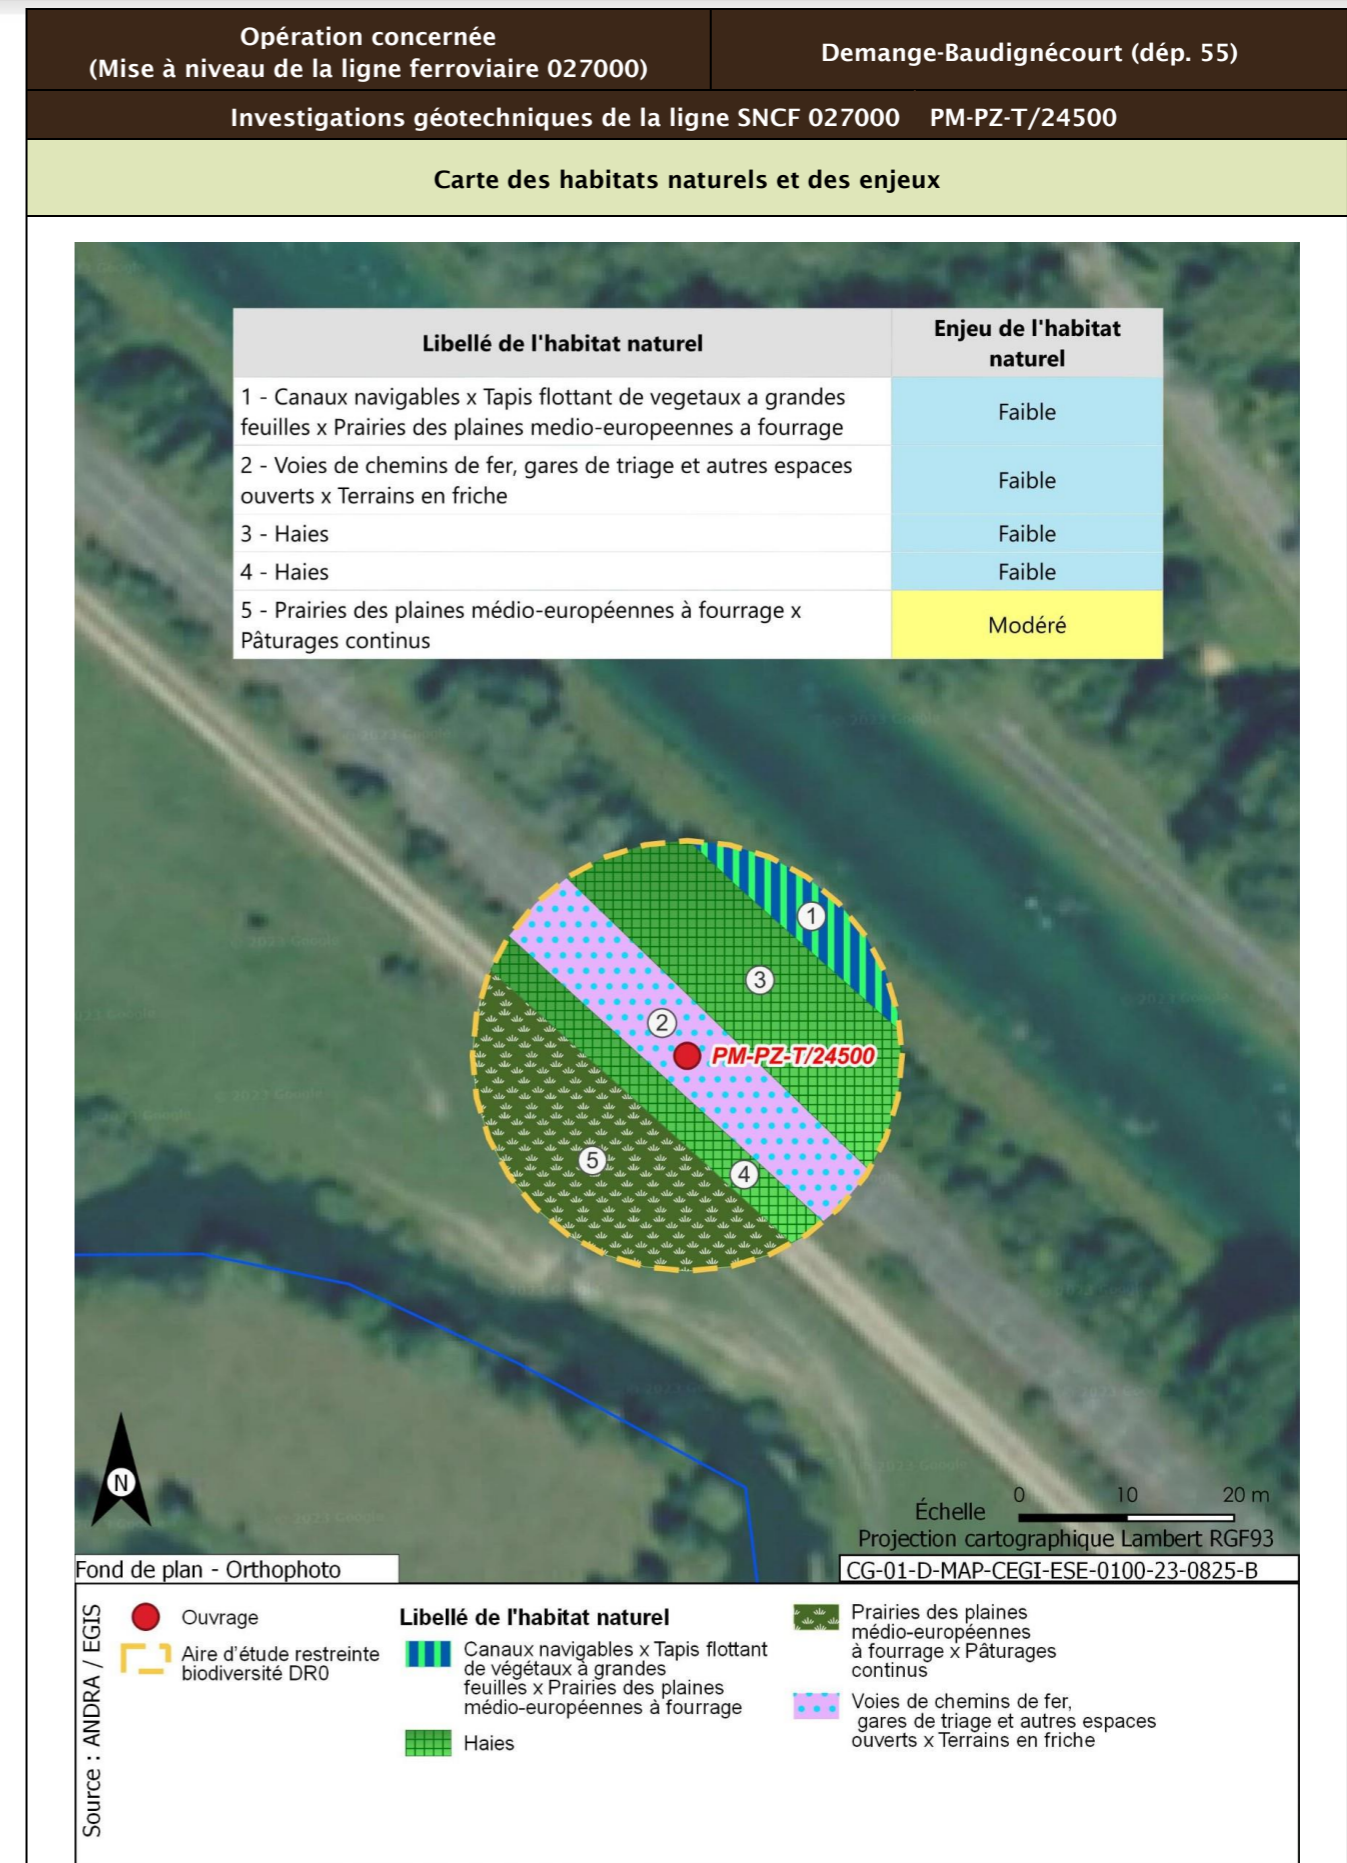 Opération concernée
(Mise à niveau de la ligne ferroviaire 027000)
Demange-Baudignécourt (dép. 55)
Investigations géotechniques de la ligne SNCF 027000 PM-PZ-T/24500
Carte des habitats naturels et des enjeux
Libellé de l'habitat naturel
Enjeu de l'habitat
naturel
1 - Canaux navigables x Tapis flottant de vegetaux a grandes
feuilles x Prairies des plaines medio-europeennes a fourrage
Faible
2 - Voies de chemins de fer, gares de triage et autres espaces
ouverts x Terrains en friche
Faible
3 - Haies
Faible
4 - Haies
Faible
5 - Prairies des plaines médio-européennes à fourrage x
Pâturages continus
Modéré
© 2023 Google
1
3
2
PM-PZ-T/24500
5
4
N
Échelle
0 10 20 m
Projection cartographique Lambert RGF93
Fond de plan - Orthophoto
CG-01-D-MAP-CEGI-ESE-0100-23-0825-B
Source : ANDRA / EGIS
Ouvrage
Aire d'étude restreinte
biodiversité DR0
Libellé de l'habitat naturel
Canaux navigables x Tapis flottant
de végétaux à grandes
feuilles x Prairies des plaines
médio-européennes à fourrage
Haies
Prairies des plaines
médio-européennes
à fourrage x Pâturages
continus
Voies de chemins de fer,
gares de triage et autres espaces
ouverts x Terrains en friche